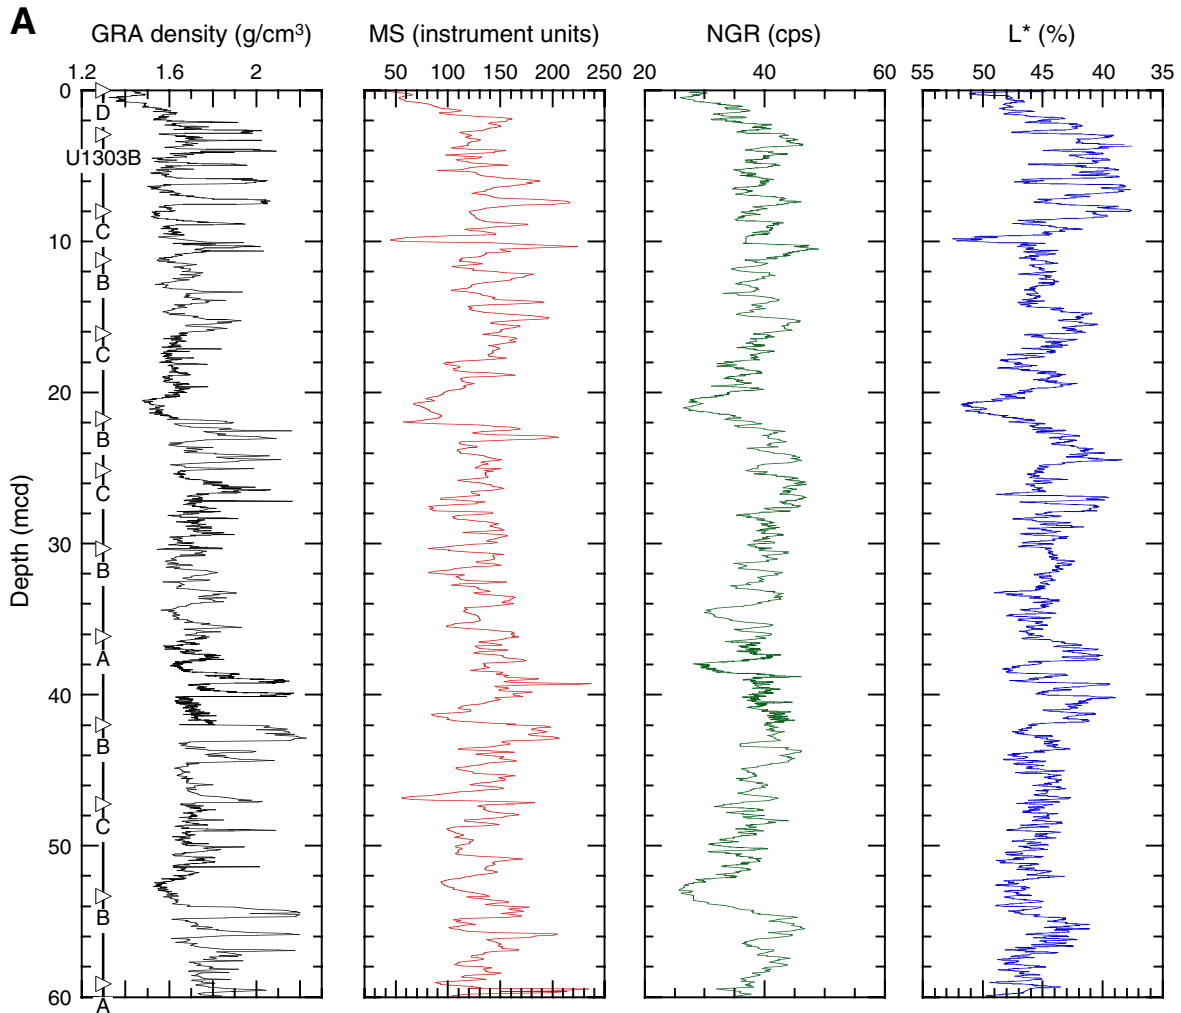 A
GRA density (g/cm³) MS (instrument units) NGR (cps) L* (%)
1.2 1.6 2 50 100 150 200 250 20 40 60 55 50 45 40 35
0
D
U1303B
C
10
B
C
20
B
C
30
B
A
40
B
C
50
B
60
A
Depth (mcd)